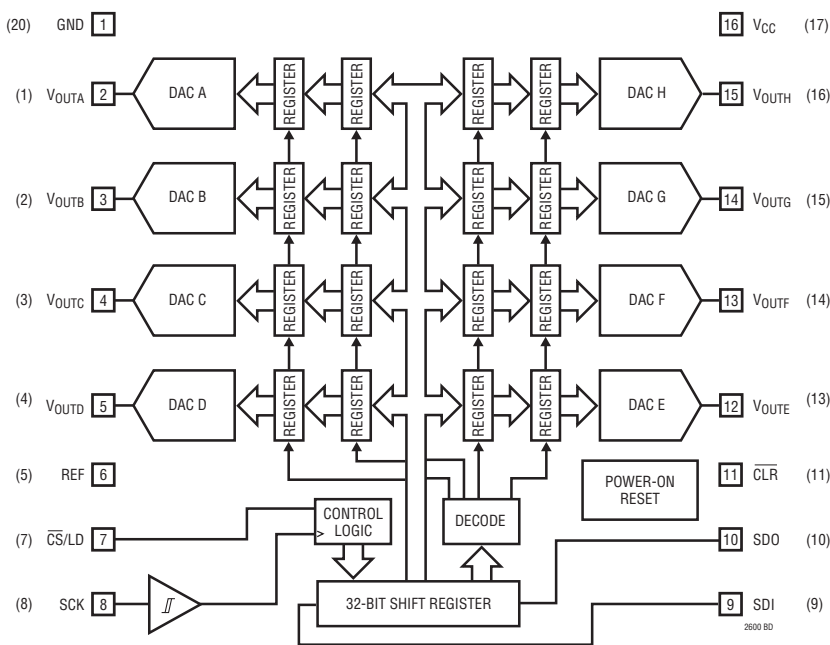 (20) GND 1
16 VCC (17)
(1) VOUTA 2 DAC A REGISTER REGISTER REGISTER REGISTER DAC H 15 VOUTH (16)
(2) VOUTB 3 DAC B REGISTER REGISTER REGISTER REGISTER DAC G 14 VOUTG (15)
(3) VOUTC 4 DAC C REGISTER REGISTER REGISTER REGISTER DAC F 13 VOUTF (14)
(4) VOUTD 5 DAC D REGISTER REGISTER REGISTER REGISTER DAC E 12 VOUTE (13)
(5) REF 6
POWER-ON
RESET
11 C̅L̅R̅ (11)
(7) C̅S̅/LD 7
CONTROL
LOGIC
DECODE
10 SDO (10)
(8) SCK 8
32-BIT SHIFT REGISTER
9 SDI (9)
2600 BD